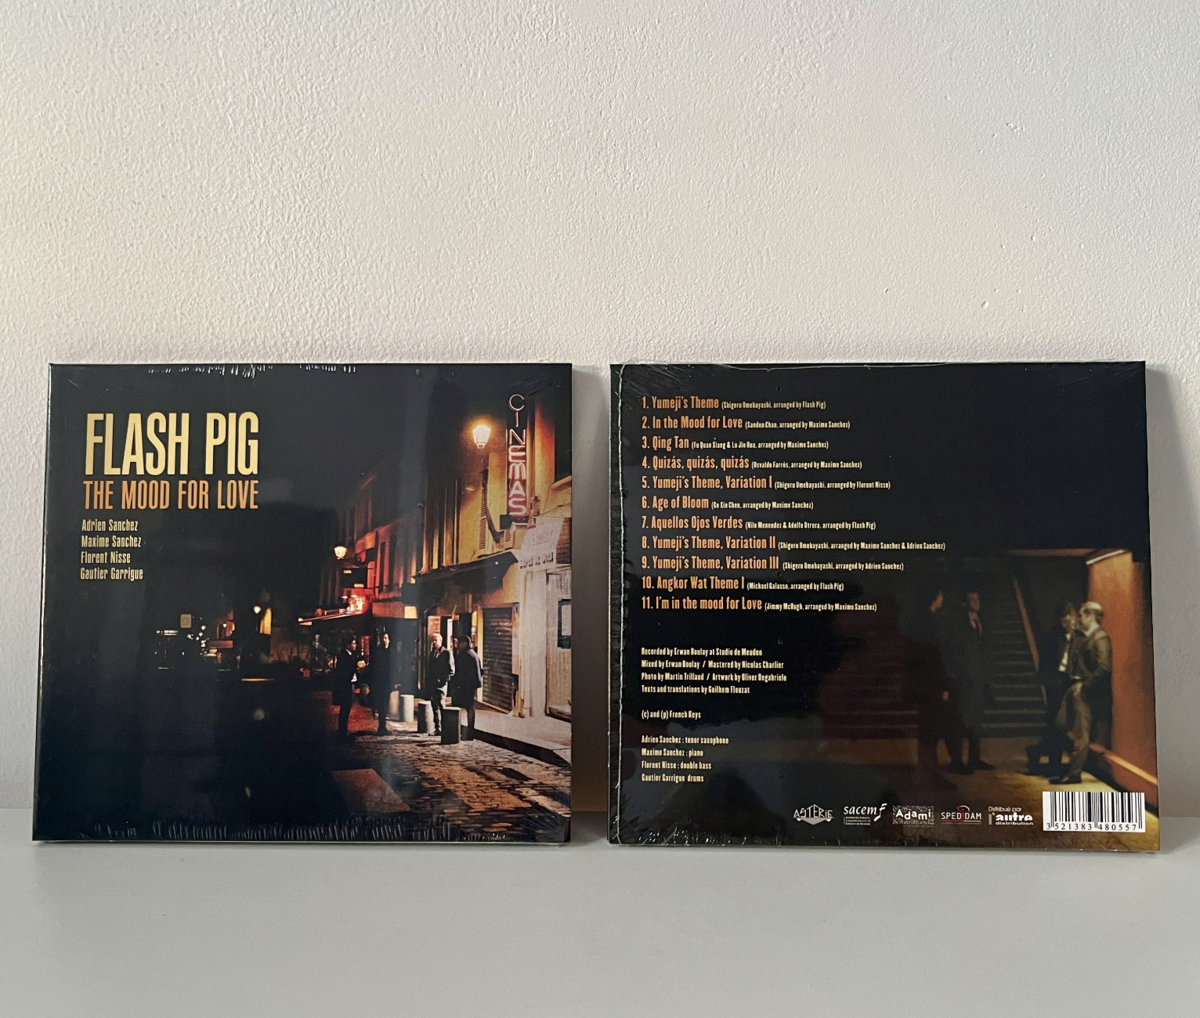 FLASH PIG
THE MOOD FOR LOVE
Adrien Sanchez
Maxime Sanchez
Florent Nisse
Gautier Garrigue
CINEMAS
1. Yumeji's Theme (Shigeru Umebayashi, arranged by Flash Pig)
2. In the Mood for Love (Sanden Chan, arranged by Maxime Sanchez)
3. Qing Tan (Fu Quan Xiang & Lu Jin Hua, arranged by Maxime Sanchez)
4. Quizás, quizás, quizás (Osvaldo Farrés, arranged by Maxime Sanchez)
5. Yumeji's Theme, Variation I (Shigeru Umebayashi, arranged by Florent Nisse)
6. Age of Bloom (Ge Xin Chen, arranged by Maxime Sanchez)
7. Aquellos Ojos Verdes (Nilo Menendez & Adolfo Utrera, arranged by Flash Pig)
8. Yumeji's Theme, Variation II (Shigeru Umebayashi, arranged by Maxime Sanchez & Adrien Sanchez)
9. Yumeji's Theme, Variation III (Shigeru Umebayashi, arranged by Adrien Sanchez)
10. Angkor Wat Theme I (Michael Galasso, arranged by Flash Pig)
11. I'm in the mood for Love (Jimmy McHugh, arranged by Maxime Sanchez)
Recorded by Erwan Boulay at Studio de Meudon
Mixed by Erwan Boulay / Mastered by Nicolas Charlier
Photo by Martin Trillaud / Artwork by Oliver Degabriele
Texts and translations by Guilhem Flouzat
(c) and (p) French Keys
Adrien Sanchez : tenor saxophone
Maxime Sanchez : piano
Florent Nisse : double bass
Gautier Garrigue drums
ASTERIE
sacem
Adami
SPEDIDAM
Distribué par
l'autre
distribution
3 521383 480557